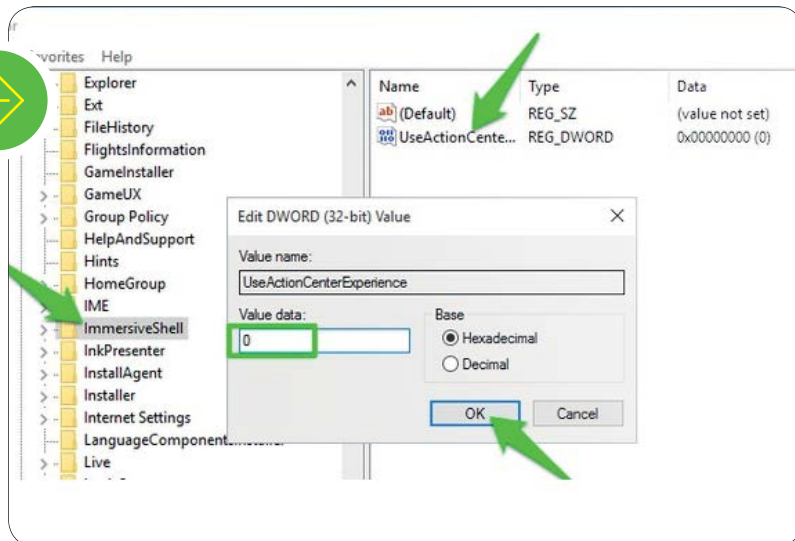 Help
Explorer
Ext
FileHistory
FlightsInformation
GameInstaller
GameUX
Group Policy
HelpAndSupport
Hints
HomeGroup
IME
ImmersiveShell
InkPresenter
InstallAgent
Installer
Internet Settings
Live
Name Type Data
ab (Default) REG_SZ (value not set)
UseActionCente... REG_DWORD 0x00000000 (0)
Edit DWORD (32-bit) Value
Value name:
UseActionCenterExperience
Value data:
0
Base
Hexadecimal
Decimal
OK Cancel